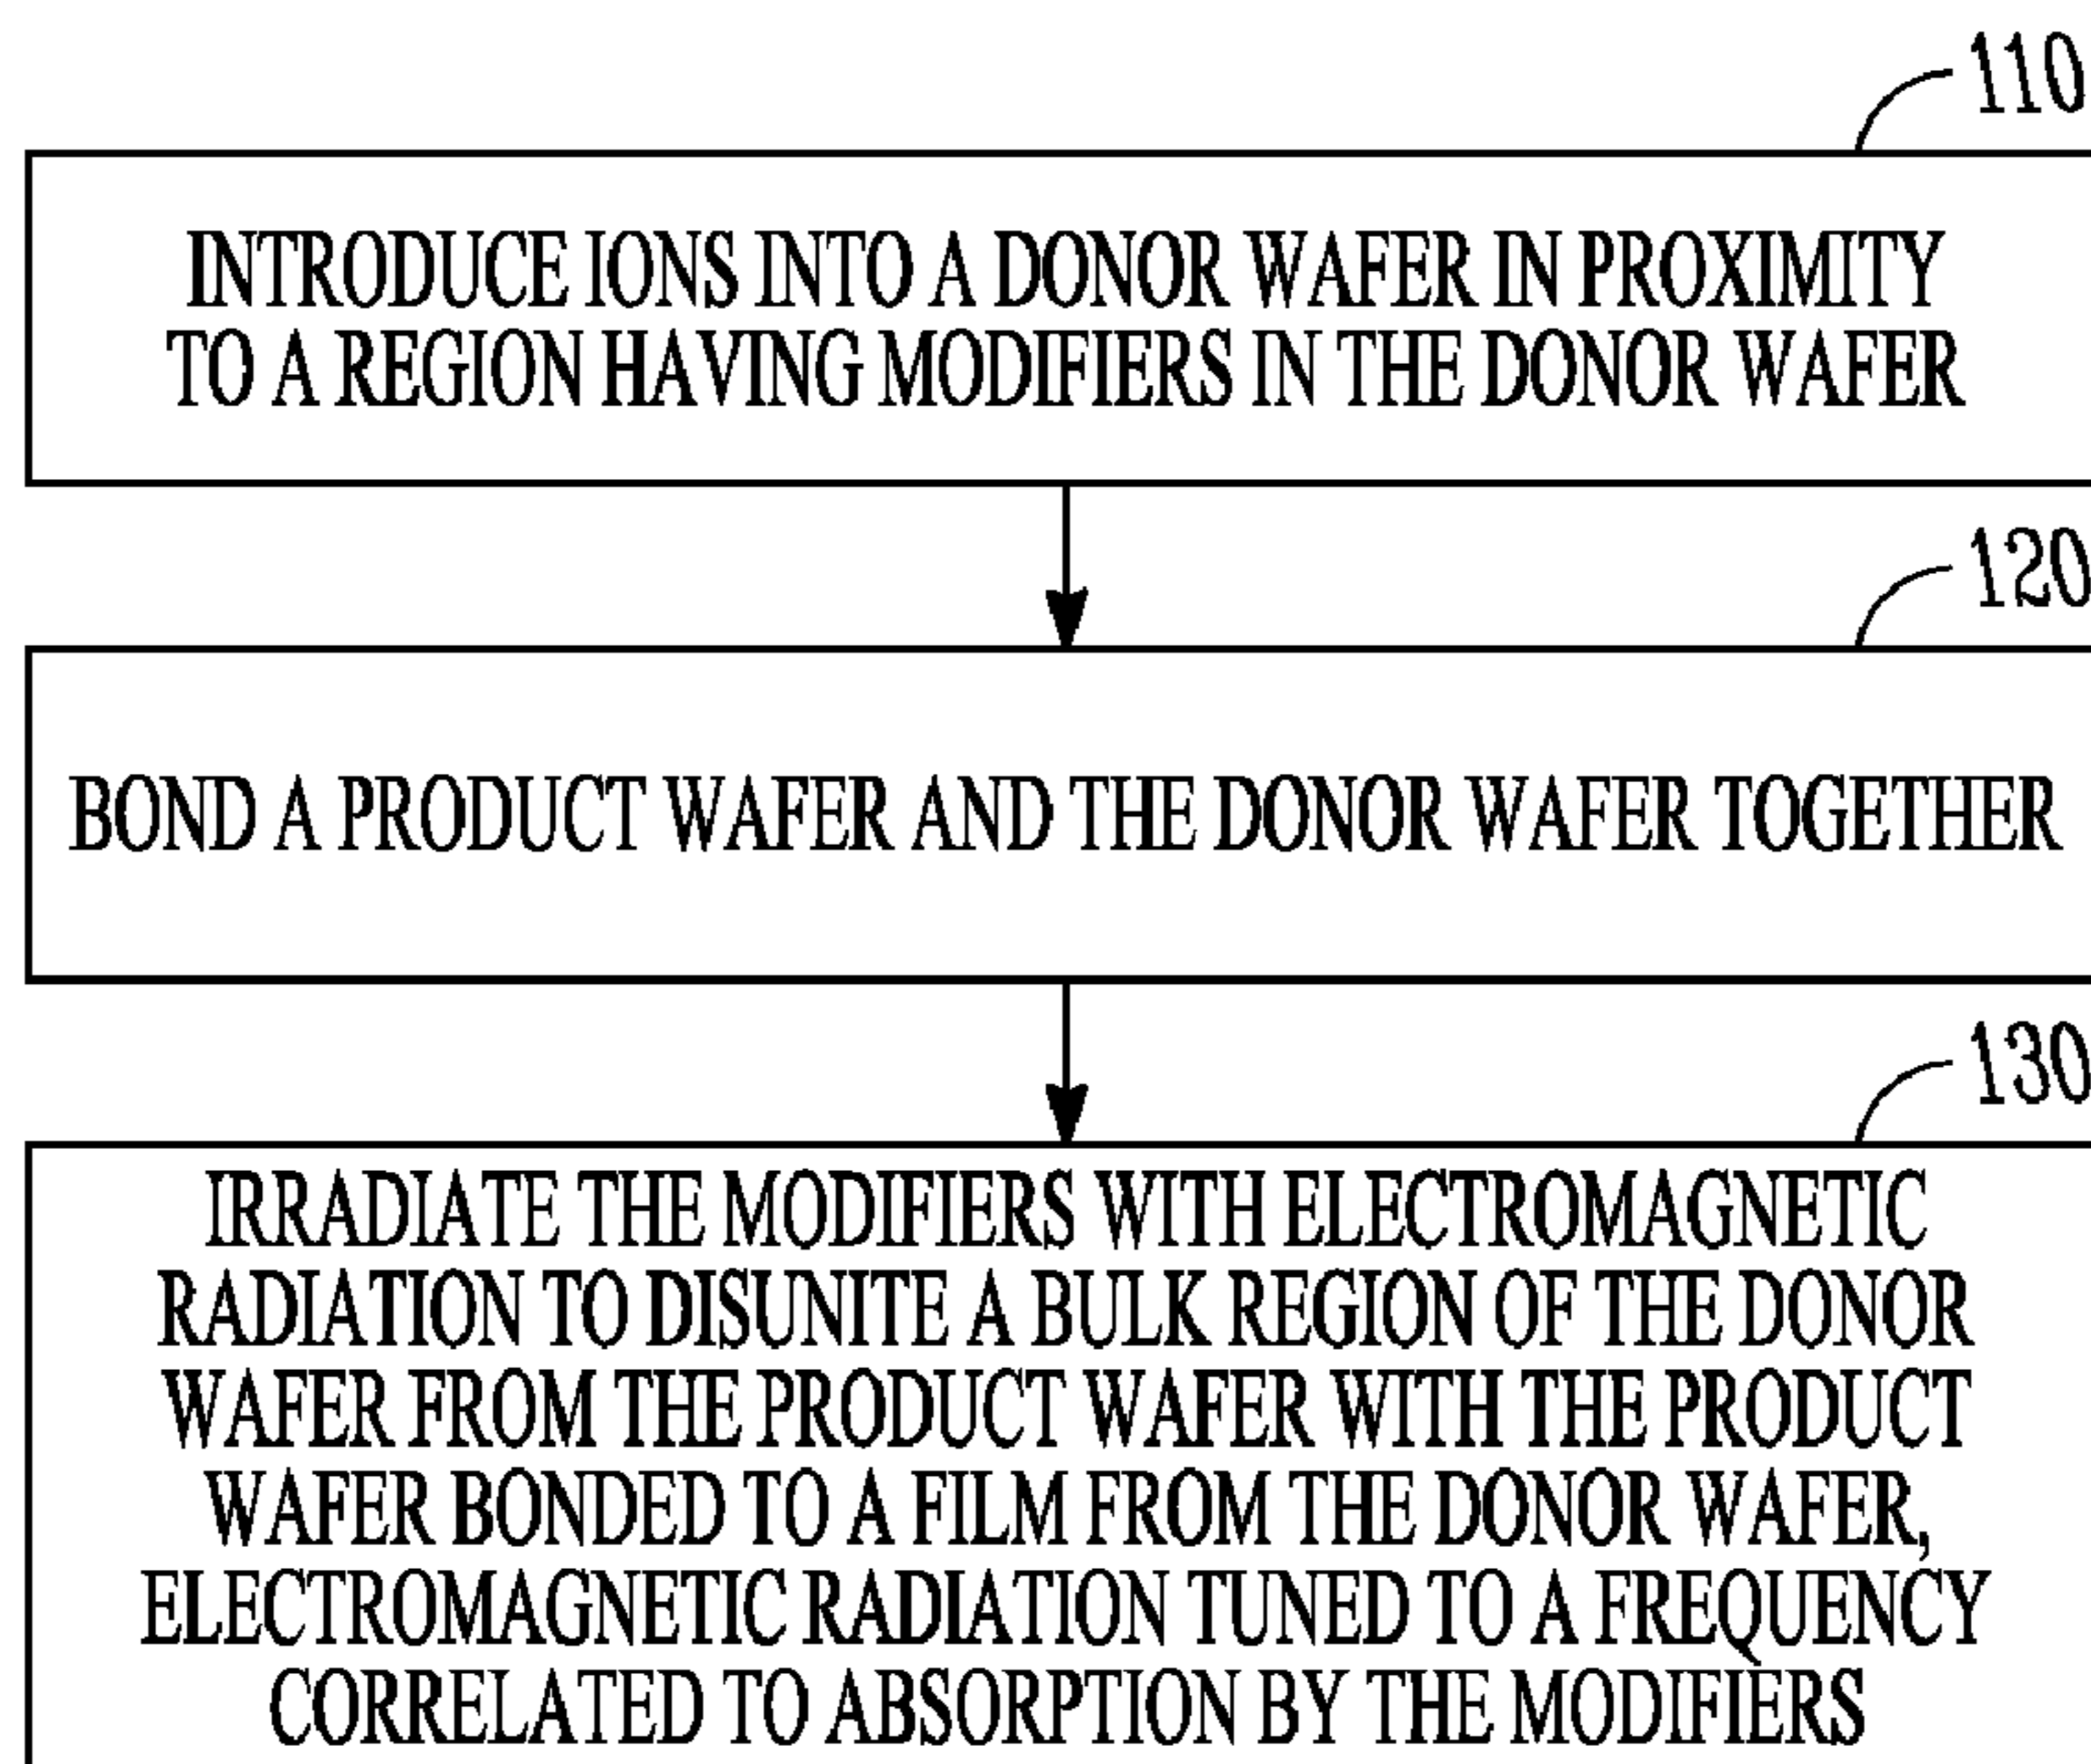 110
INTRODUCE IONS INTO A DONOR WAFER IN PROXIMITY
TO A REGION HAVING MODIFIERS IN THE DONOR WAFER
120
BOND A PRODUCT WAFER AND THE DONOR WAFER TOGETHER
130
IRRADIATE THE MODIFIERS WITH ELECTROMAGNETIC
RADIATION TO DISUNITE A BULK REGION OF THE DONOR
WAFER FROM THE PRODUCT WAFER WITH THE PRODUCT
WAFER BONDED TO A FILM FROM THE DONOR WAFER,
ELECTROMAGNETIC RADIATION TUNED TO A FREQUENCY
CORRELATED TO ABSORPTION BY THE MODIFIERS